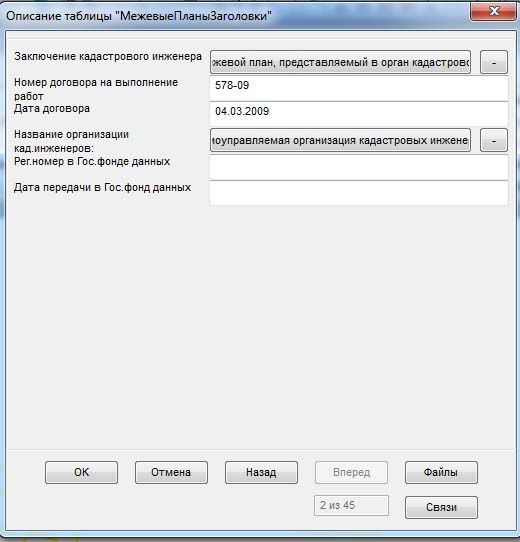 Описание таблицы "МежевыеПланыЗаголовки"
Заключение кадастрового инженера
жевой план, представляемый в орган кадастрово
-
Номер договора на выполнение
работ
578-09
Дата договора
04.03.2009
Название организации
кад.инженеров:
моуправляемая организация кадастровых инжене
-
Рег.номер в Гос.фонде данных
Дата передачи в Гос.фонд данных
OK
Отмена
Назад
Вперед
Файлы
2 из 45
Связи